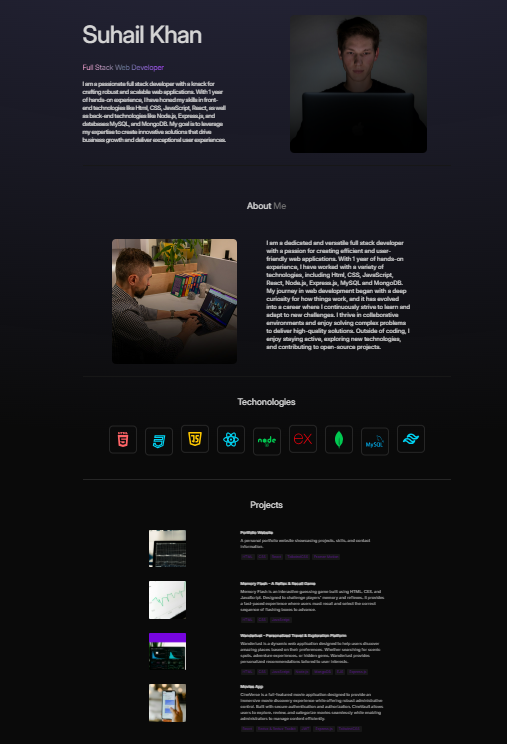 Suhail Khan
Full Stack Web Developer
I am a passionate full stack developer with a knack for
crafting robust and scalable web applications. With 1 year
of hands-on experience, I have honed my skills in front-
end technologies like Html, CSS, JavaScript, React, as well
as back-end technologies like Node.js, Express.js, and
databases MySQL, and MongoDB. My goal is to leverage
my expertise to create innovative solutions that drive
business growth and deliver exceptional user experiences.
About Me
I am a dedicated and versatile full stack developer
with a passion for creating efficient and user-
friendly web applications. With 1 year of hands-on
experience, I have worked with a variety of
technologies, including Html, CSS, JavaScript,
React, Node.js, Express.js, MySQL and MongoDB.
My journey in web development began with a deep
curiosity for how things work, and it has evolved
into a career where I continuously strive to learn and
adapt to new challenges. I thrive in collaborative
environments and enjoy solving complex problems
to deliver high-quality solutions. Outside of coding, I
enjoy staying active, exploring new technologies,
and contributing to open-source projects.
Techonologies
5 3 JS node EX MySQL
Projects
Portfolio Website
A personal portfolio website showcasing projects, skills, and contact
information.
Memory Flash – A Reflex & Recall Game
Memory Flash is an interactive guessing game built using HTML, CSS, and
JavaScript. Designed to challenge players' memory and reflexes. It provides
a fast-paced experience where users must recall and select the correct
sequence of flashing boxes to advance.
Wanderlust – Personalized Travel & Exploration Platform
Wanderlust is a dynamic web application designed to help users discover
amazing places based on their preferences. Whether searching for scenic
spots, adventure experiences, or hidden gems. Wanderlust provides
personalized recommendations tailored to user interests.
Movies App
is a full-featured movie application designed to provide an
immersive movie discovery experience while offering robust administrative
control. Built with secure authentication and authorization. allows
users to explore, review, and categorize movies seamlessly while enabling
administrators to manage content efficiently.